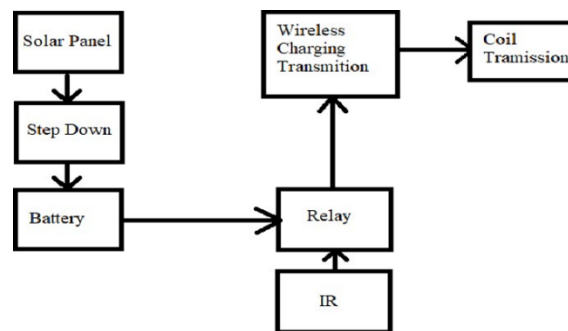 Solar Panel
Step Down
Battery
Wireless
Charging
Transmition
Coil
Tramission
Relay
IR